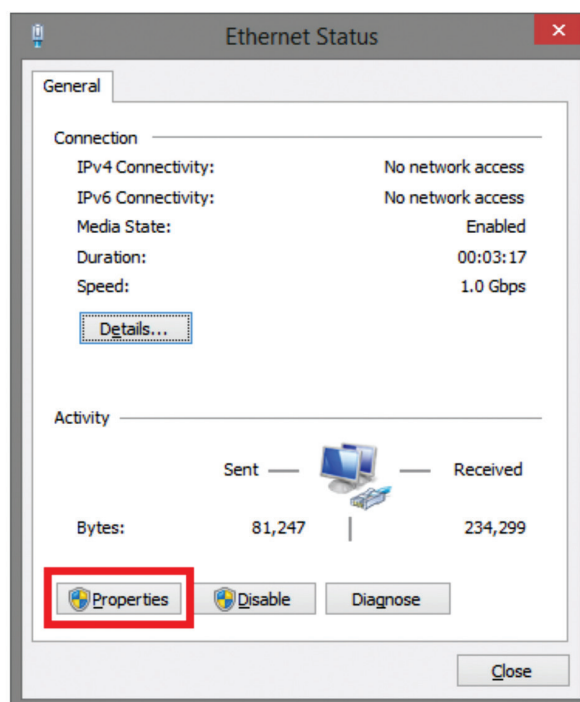 Ethernet Status
General
Connection
IPv4 Connectivity: No network access
IPv6 Connectivity: No network access
Media State: Enabled
Duration: 00:03:17
Speed: 1.0 Gbps
Details...
Activity
Sent Received
Bytes: 81,247 234,299
Properties Disable Diagnose
Close